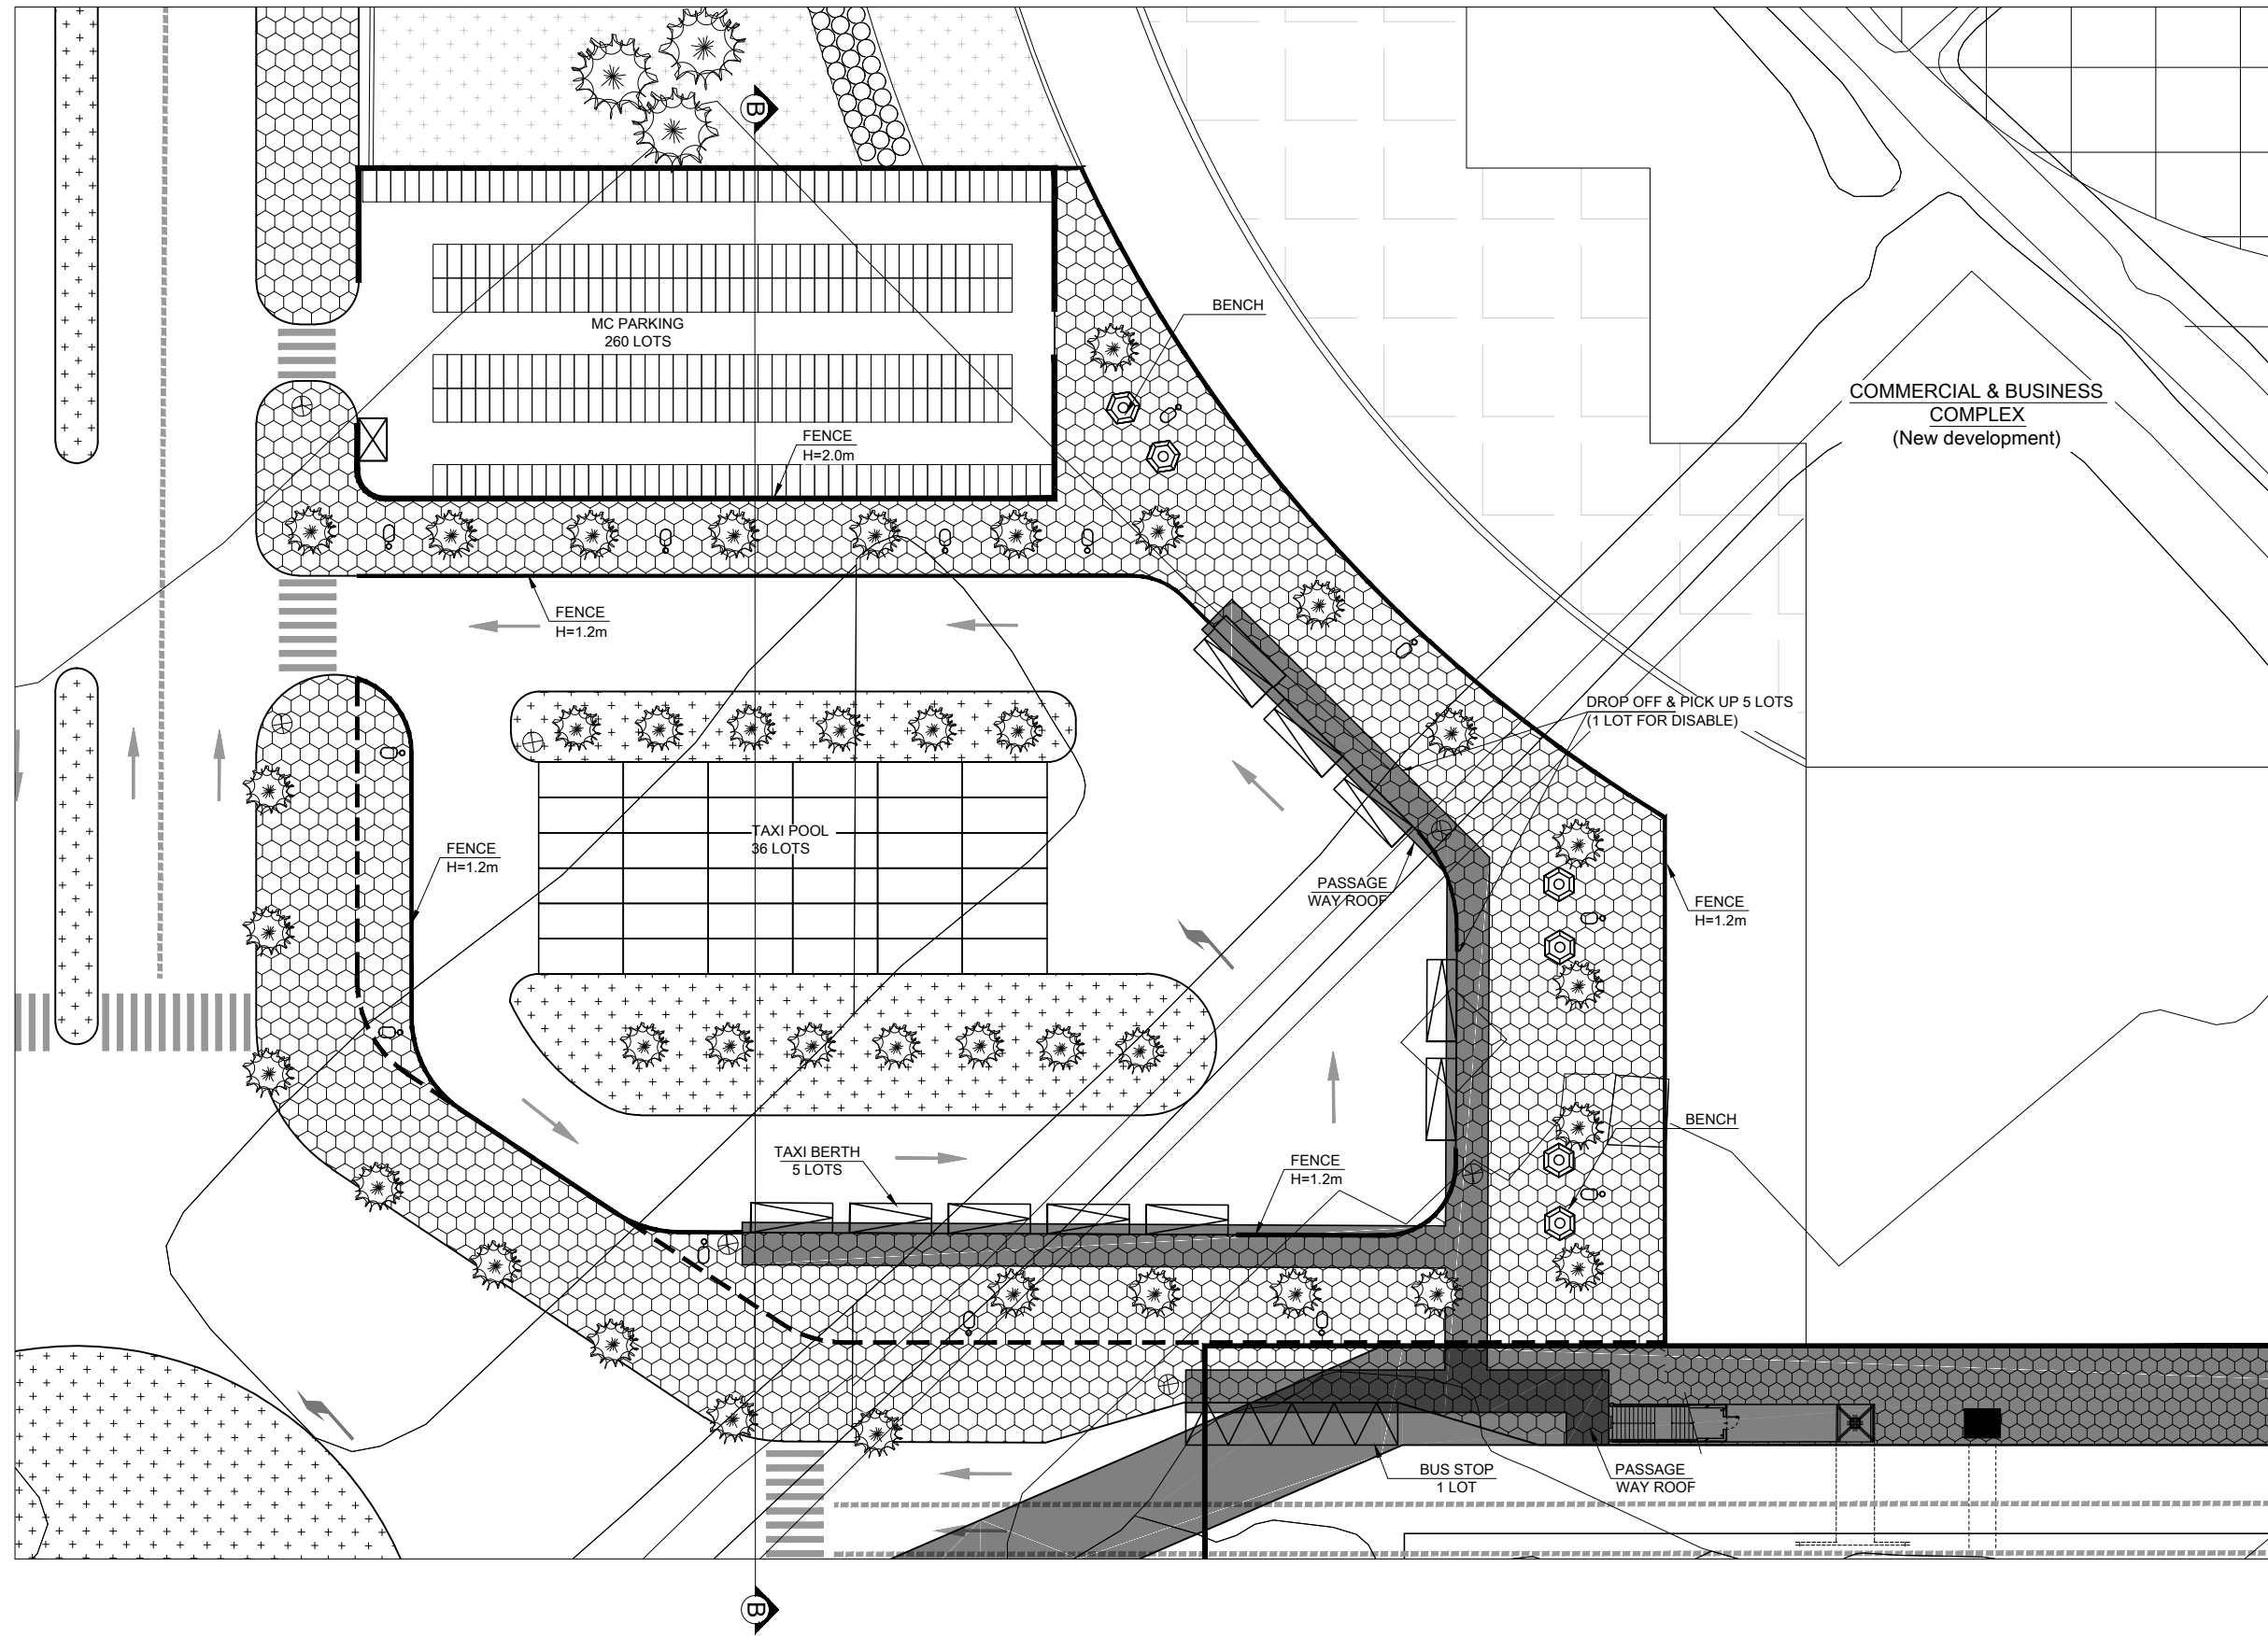 B
MC PARKING
260 LOTS
BENCH
COMMERCIAL & BUSINESS
COMPLEX
(New development)
FENCE
H=2.0m
FENCE
H=1.2m
DROP OFF & PICK UP 5 LOTS
(1 LOT FOR DISABLE)
TAXI POOL
36 LOTS
FENCE
H=1.2m
PASSAGE
WAY ROOF
FENCE
H=1.2m
BENCH
TAXI BERTH
5 LOTS
FENCE
H=1.2m
BUS STOP
1 LOT
PASSAGE
WAY ROOF
B